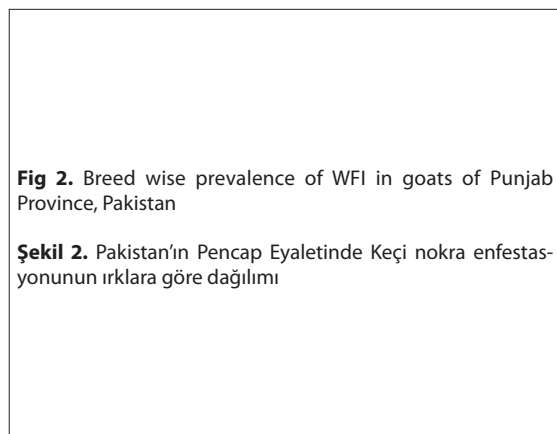 Fig 2. Breed wise prevalence of WFI in goats of Punjab
Province, Pakistan
Şekil 2. Pakistan’ın Pencap Eyaletinde Keçi nokra enfestas-
yonunun ırklara göre dağılımı